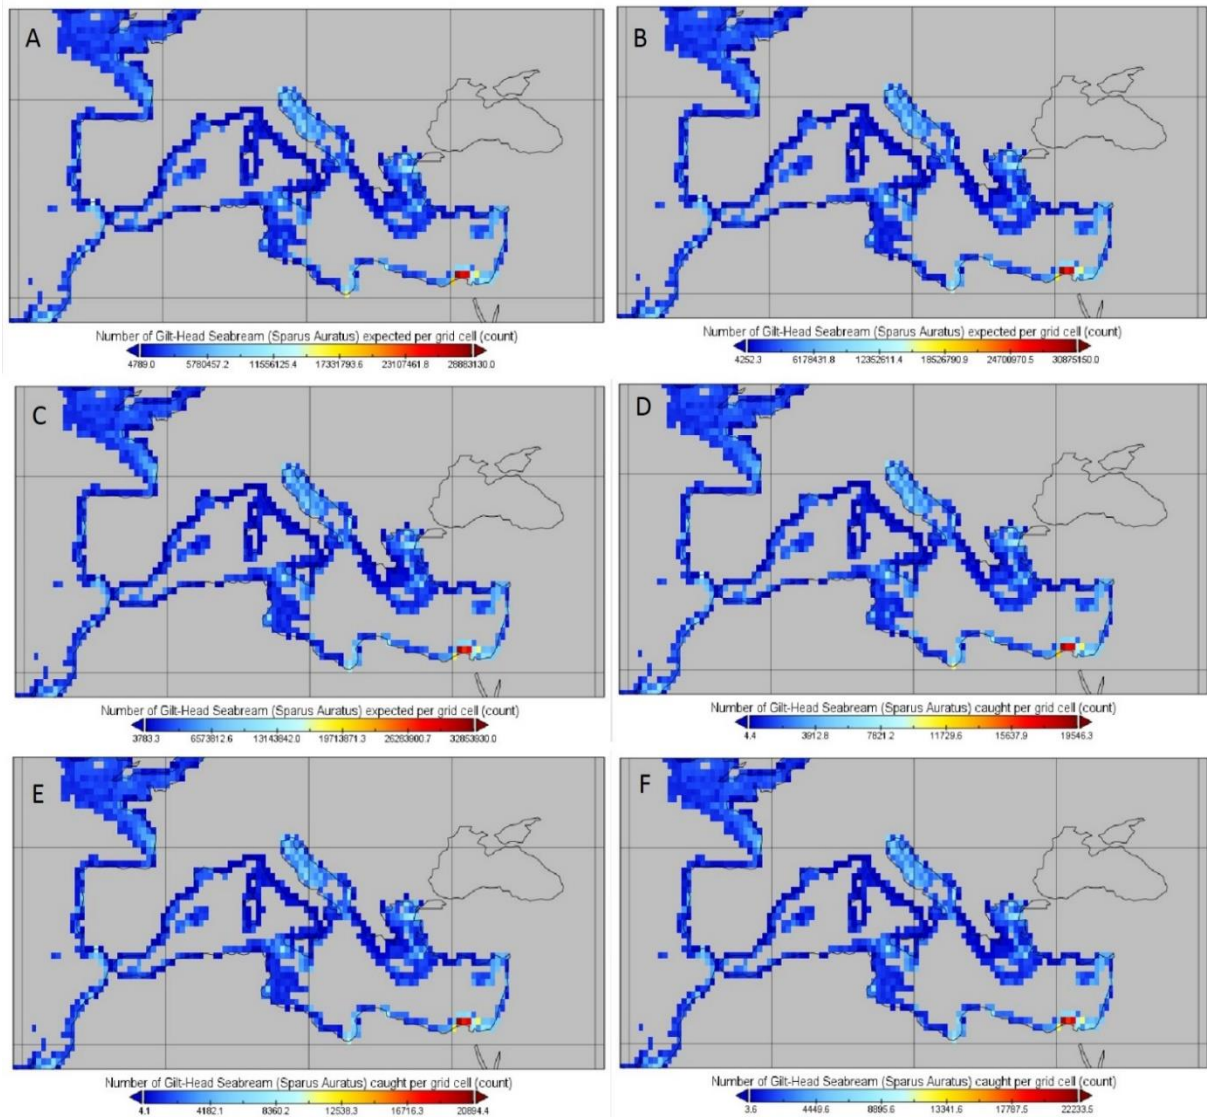 A
B
Number of Gilt-Head Seabream (Sparus Auratus) expected per grid cell (count)
4789.0 5780457.2 11556125.4 17331793.6 23107461.8 28883130.0
Number of Gilt-Head Seabream (Sparus Auratus) expected per grid cell (count)
4252.3 6178431.8 12352611.4 18526790.9 24700970.5 30875150.0
C
D
Number of Gilt-Head Seabream (Sparus Auratus) expected per grid cell (count)
3783.3 6573812.6 13143842.0 19713871.3 26283900.7 32853930.0
Number of Gilt-Head Seabream (Sparus Auratus) caught per grid cell (count)
4.4 3912.8 7821.2 11729.6 15637.9 19546.3
E
F
Number of Gilt-Head Seabream (Sparus Auratus) caught per grid cell (count)
4.1 4182.1 8360.2 12538.3 16716.3 20894.4
Number of Gilt-Head Seabream (Sparus Auratus) caught per grid cell (count)
3.6 4449.6 8895.6 13341.6 17787.5 22233.5